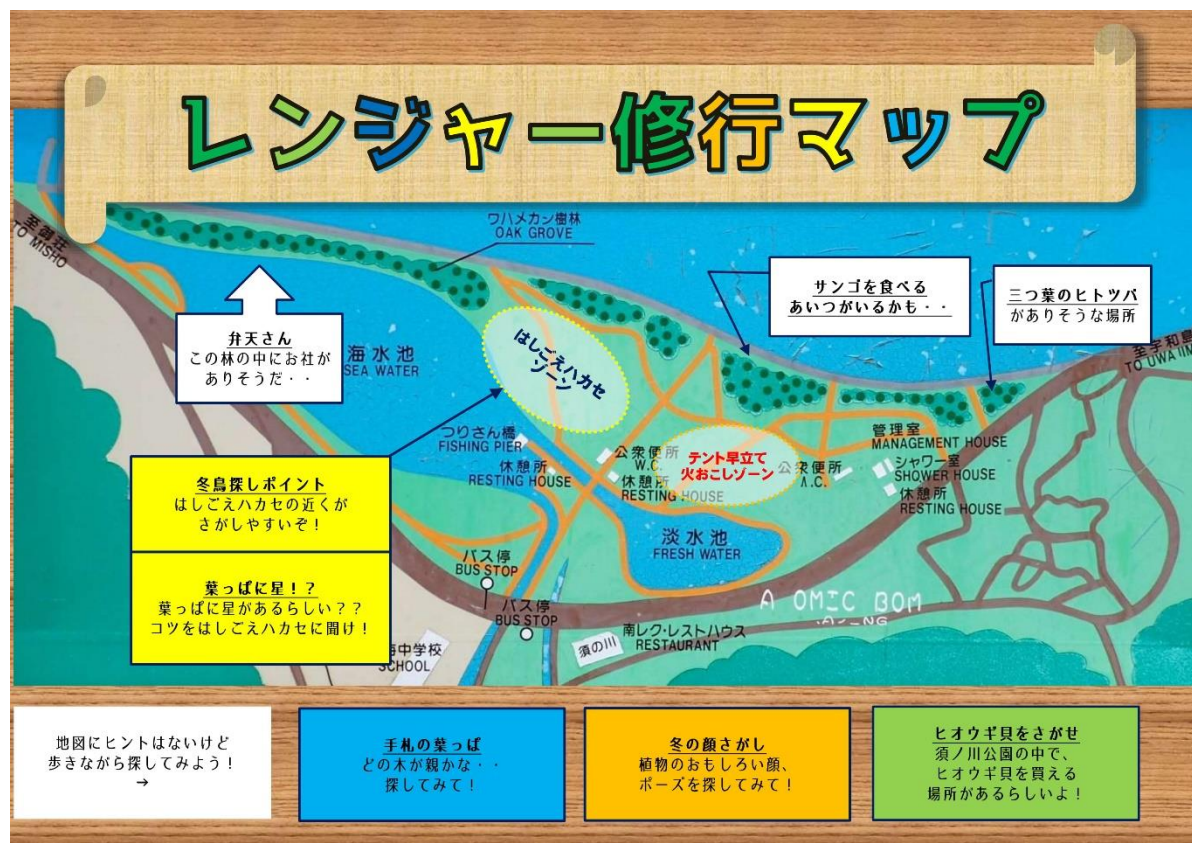 レンジャー修行マップ
至御荘
TO MISHO
ワハメカシ樹林
OAK GROVE
サンゴを食べる
あいつがいるかも・・
三つ葉のヒトツバ
がありそうな場所
至宇和島
弁天さん
この林の中にお社が
ありそうだ・・
海水池
SEA WATER
はしごえハカセ
ゾーン
つりさん橋
FISHING PIER
休憩所
RESTING HOUSE
公衆便所
W.C.
休憩所
RESTING HOUSE
テント早立て
火おこしゾーン
公衆便所
管理室
MANAGEMENT HOUSE
シャワー室
SHOWER HOUSE
休憩所
RESTING HOUSE
淡水池
FRESH WATER
冬鳥探しポイント
はしごえハカセの近くが
さがしやすいぞ！
葉っぱに星！？
葉っぱに星があるらしい？？
コツをはしごえハカセに聞け！
バス停
BUS STOP
バス停
BUS STOP
A OMIC BOM
海中学校
SCHOOL
須の川
南レク・レストハウス
RESTAURANT
地図にヒントはないけど
歩きながら探してみよう！
→
手札の葉っぱ
どの木が親かな・・
探してみて！
冬の顔さがし
植物のおもしろい顔、
ポーズを探してみて！
ヒオウギ貝をさがせ
須ノ川公園の中で、
ヒオウギ貝を買える
場所があるらしいよ！